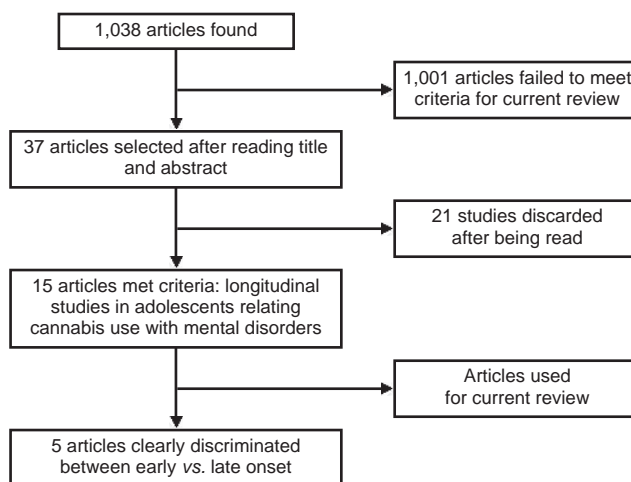 1,038 articles found
1,001 articles failed to meet
criteria for current review
37 articles selected after reading title
and abstract
21 studies discarded
after being read
15 articles met criteria: longitudinal
studies in adolescents relating
cannabis use with mental disorders
Articles used
for current review
5 articles clearly discriminated
between early vs. late onset